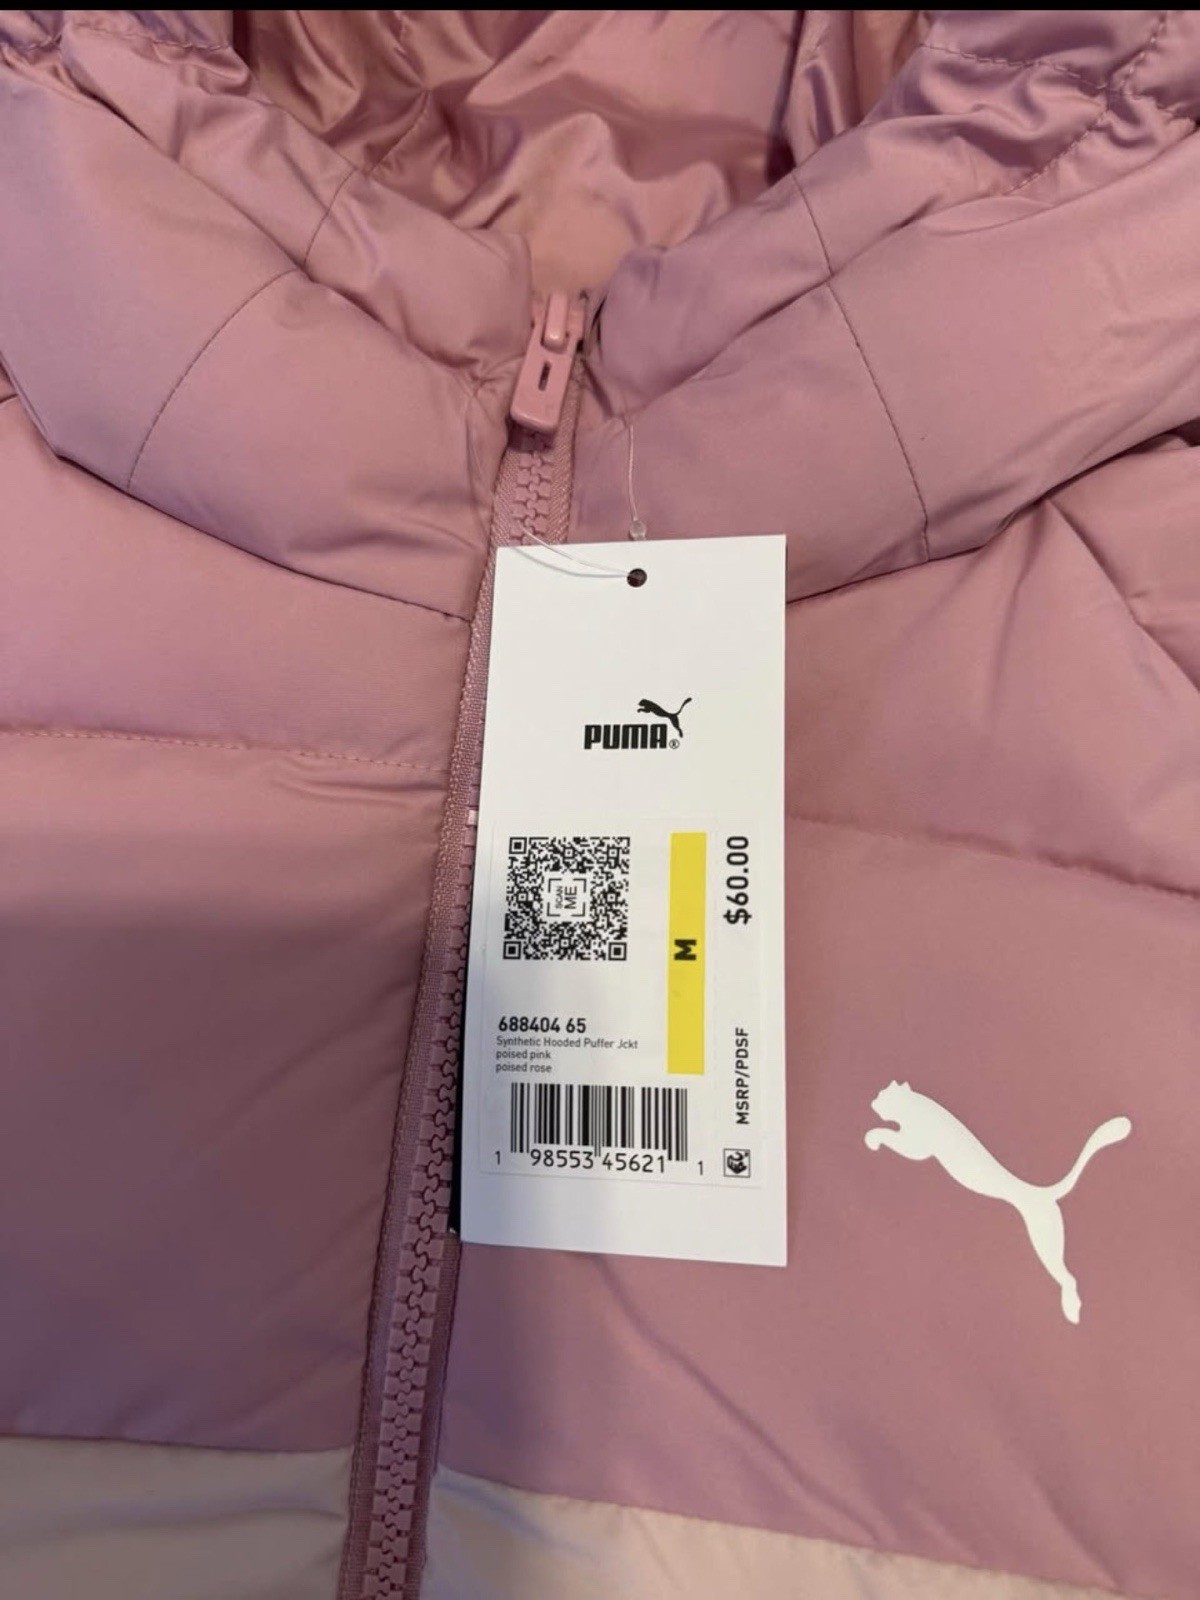 PUMA®
SCAN
ME
M
$60.00
688404 65
Synthetic Hooded Puffer Jckt
poised pink
poised rose
MSRP/PDSF
1 98553 45621 1